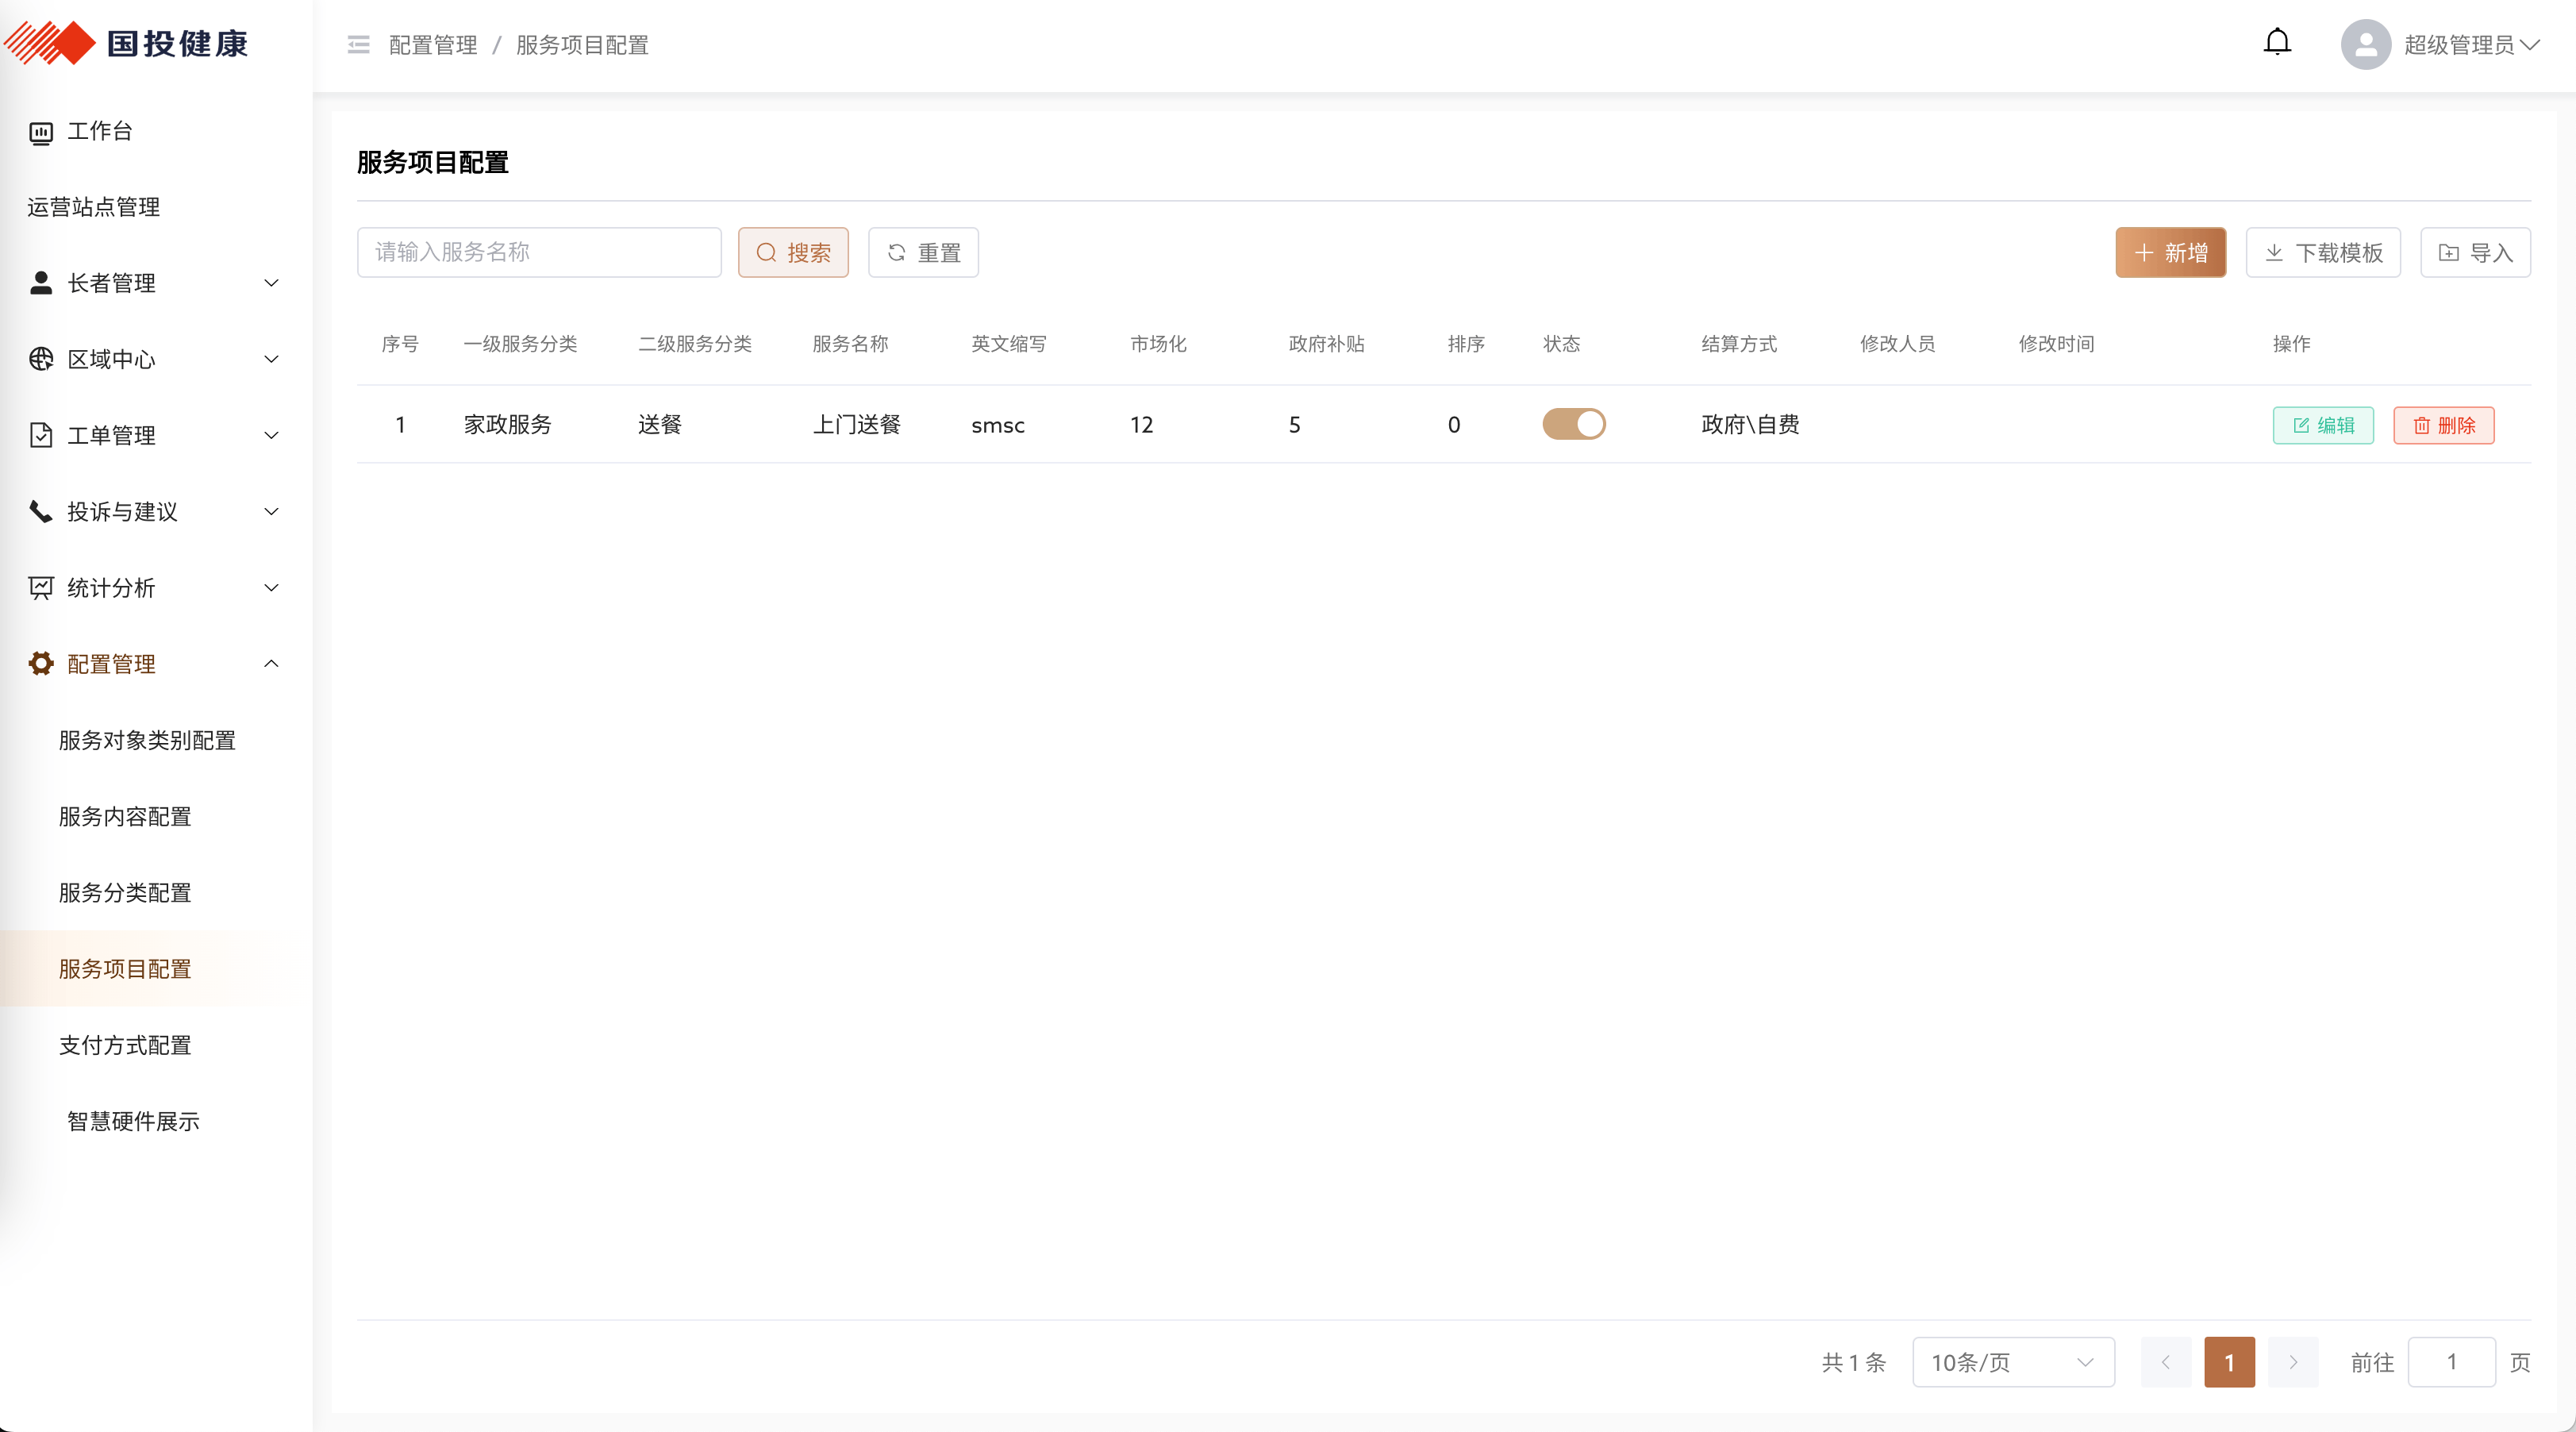 国投健康
配置管理 / 服务项目配置
超级管理员
工作台
运营站点管理
长者管理
区域中心
工单管理
投诉与建议
统计分析
配置管理
服务对象类别配置
服务内容配置
服务分类配置
服务项目配置
支付方式配置
智慧硬件展示
服务项目配置
请输入服务名称 搜索 重置 新增 下载模板 导入
序号 一级服务分类 二级服务分类 服务名称 英文缩写 市场化 政府补贴 排序 状态 结算方式 修改人员 修改时间 操作
1 家政服务 送餐 上门送餐 smsc 12 5 0 政府\自费 编辑 删除
共 1 条 10条/页 1 前往 1 页